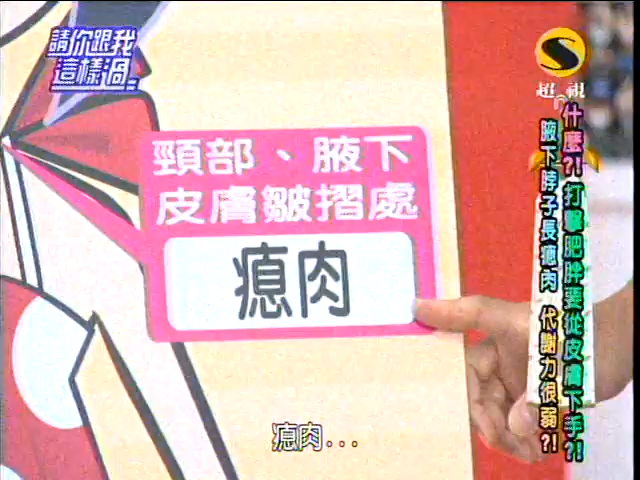 請你跟我
這樣過
超視
什麼?!打擊肥胖要從皮膚下手?!
腋下脖子長瘜肉 代謝力很弱?!
頸部、腋下
皮膚皺摺處
瘜肉
瘜肉...